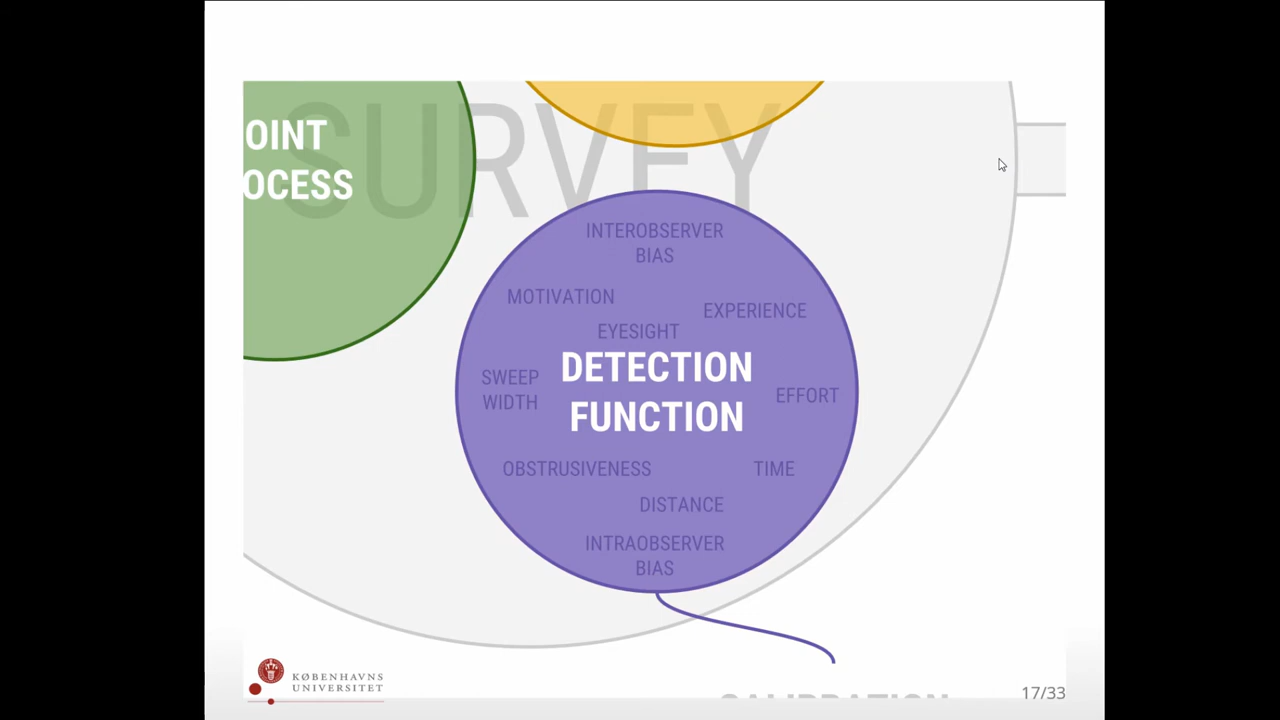 SURVEY
OINT
OCESS
INTEROBSERVER
BIAS
MOTIVATION
EXPERIENCE
EYESIGHT
DETECTION
FUNCTION
SWEEP
WIDTH
EFFORT
OBSTRUSIVENESS
TIME
DISTANCE
INTRAOBSERVER
BIAS
CALIBRATION
KØBENHAVNS
UNIVERSITET
17/33